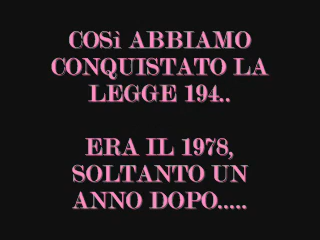 COSì ABBIAMO
CONQUISTATO LA
LEGGE 194..
ERA IL 1978,
SOLTANTO UN
ANNO DOPO.....